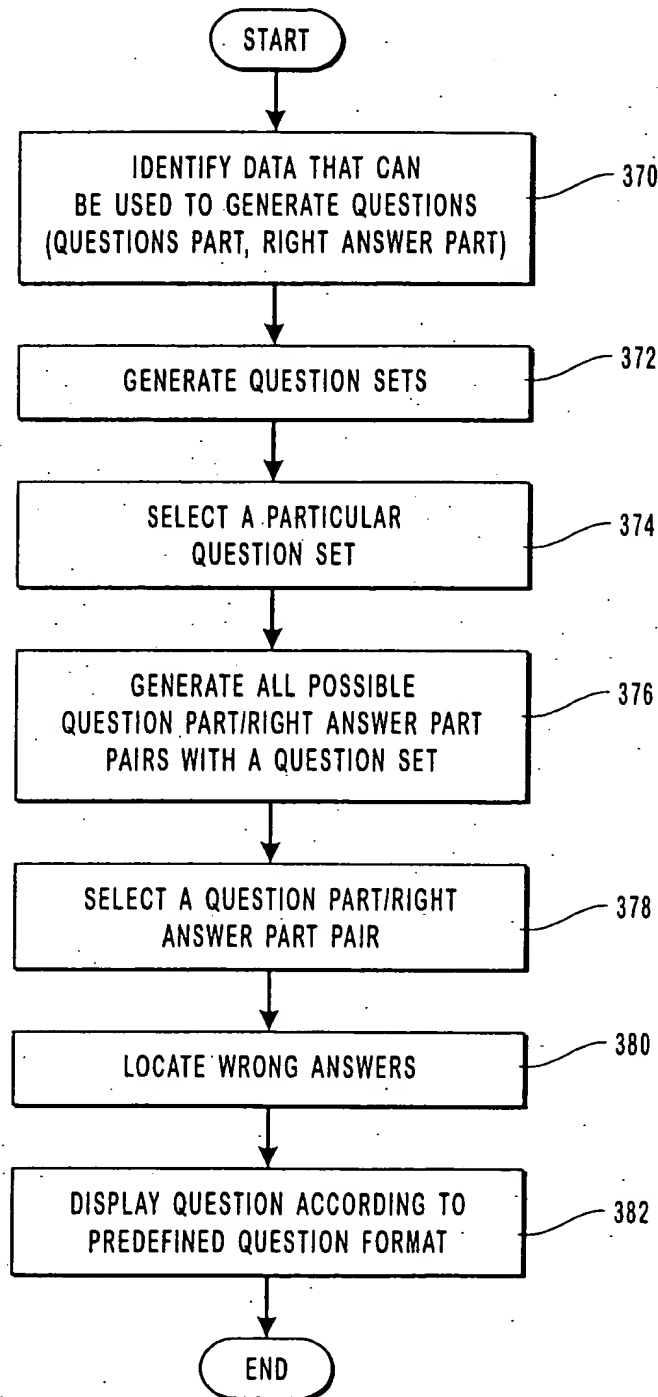 START
IDENTIFY DATA THAT CAN
BE USED TO GENERATE QUESTIONS
(QUESTIONS PART, RIGHT ANSWER PART)
370
GENERATE QUESTION SETS
372
SELECT A PARTICULAR
QUESTION SET
374
GENERATE ALL POSSIBLE
QUESTION PART/RIGHT ANSWER PART
PAIRS WITH A QUESTION SET
376
SELECT A QUESTION PART/RIGHT
ANSWER PART PAIR
378
LOCATE WRONG ANSWERS
380
DISPLAY QUESTION ACCORDING TO
PREDEFINED QUESTION FORMAT
382
END